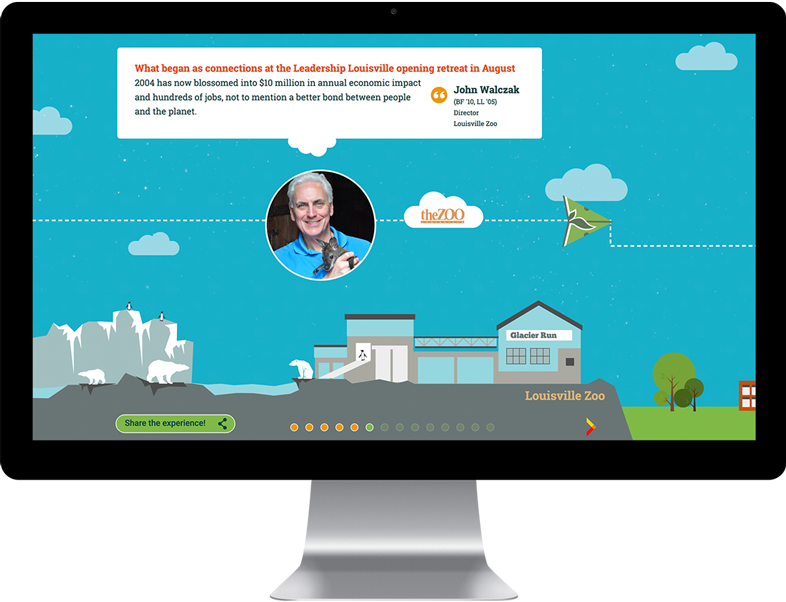 What began as connections at the Leadership Louisville opening retreat in August
2004 has now blossomed into $10 million in annual economic impact
and hundreds of jobs, not to mention a better bond between people
and the planet.
John Walczak
(BF '10, LL '05)
Director
Louisville Zoo
theZOO
Glacier Run
Louisville Zoo
Share the experience!